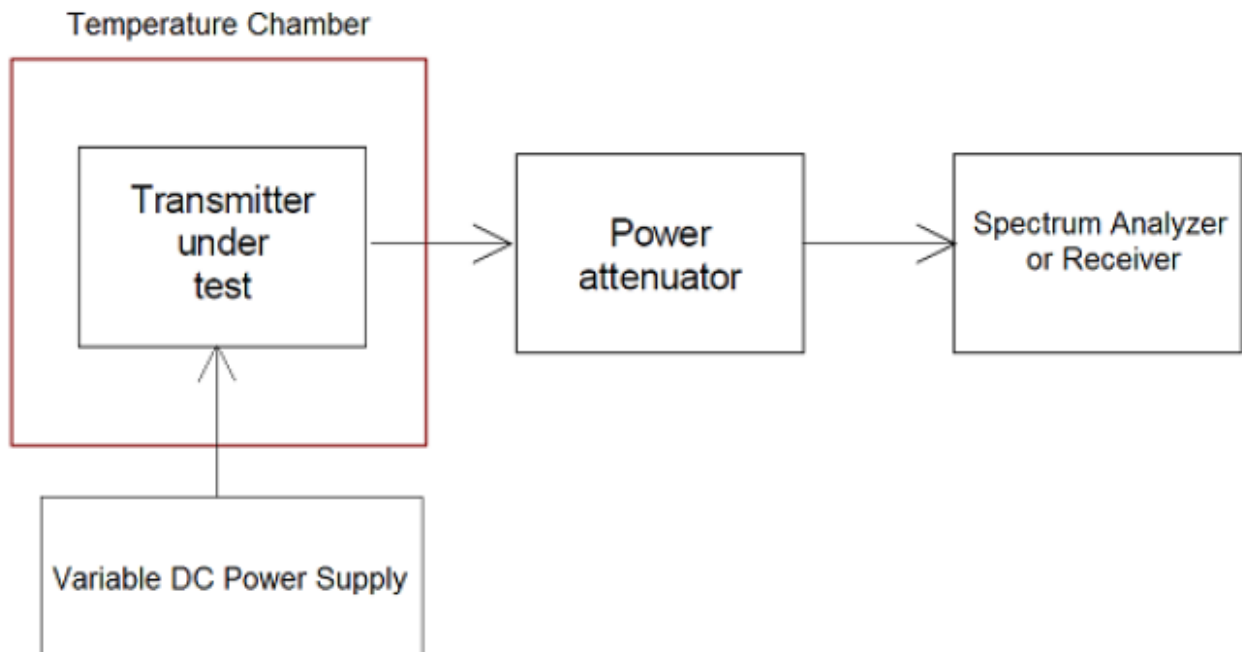 Temperature Chamber
Transmitter
under
test
Power
attenuator
Spectrum Analyzer
or Receiver
Variable DC Power Supply